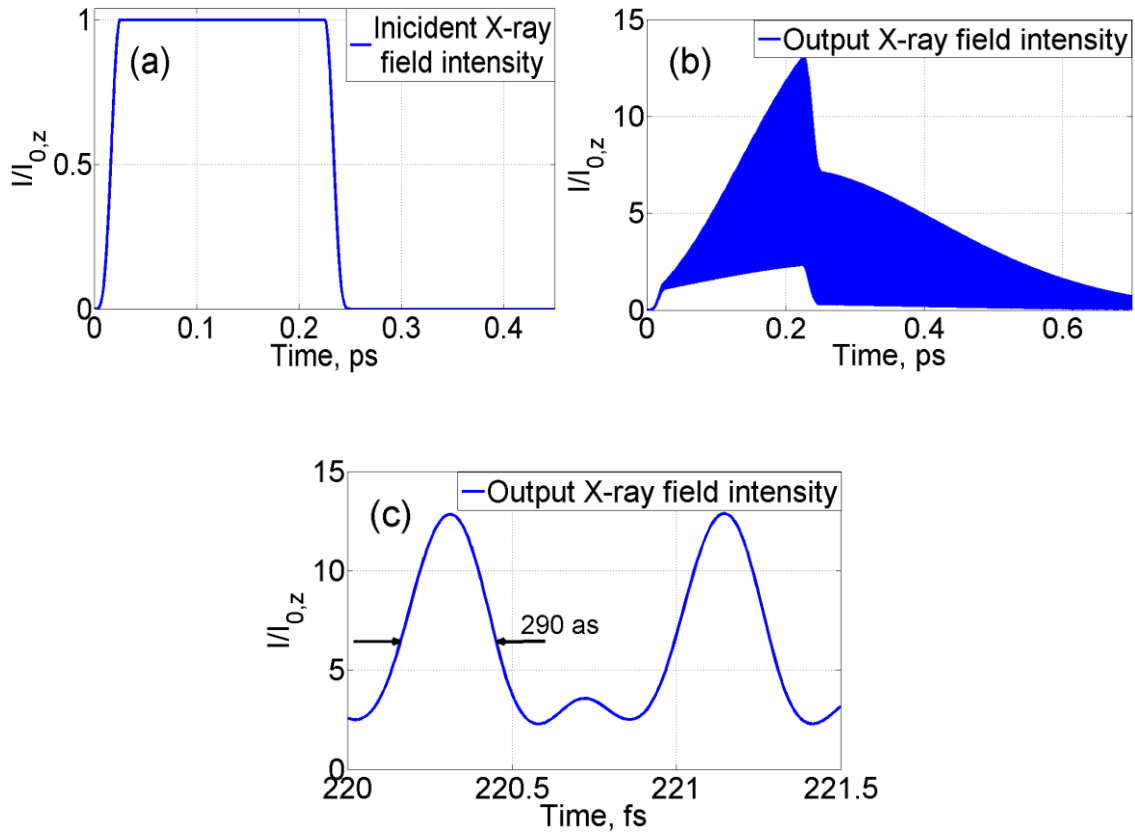 (a)
Inicident X-ray
field intensity
1
0.5
0
I/I0,z
0 0.1 0.2 0.3 0.4
Time, ps
(b)
Output X-ray field intensity
15
10
5
0
I/I0,z
0 0.2 0.4 0.6
Time, ps
(c)
Output X-ray field intensity
15
10
5
0
I/I0,z
290 as
220 220.5 221 221.5
Time, fs